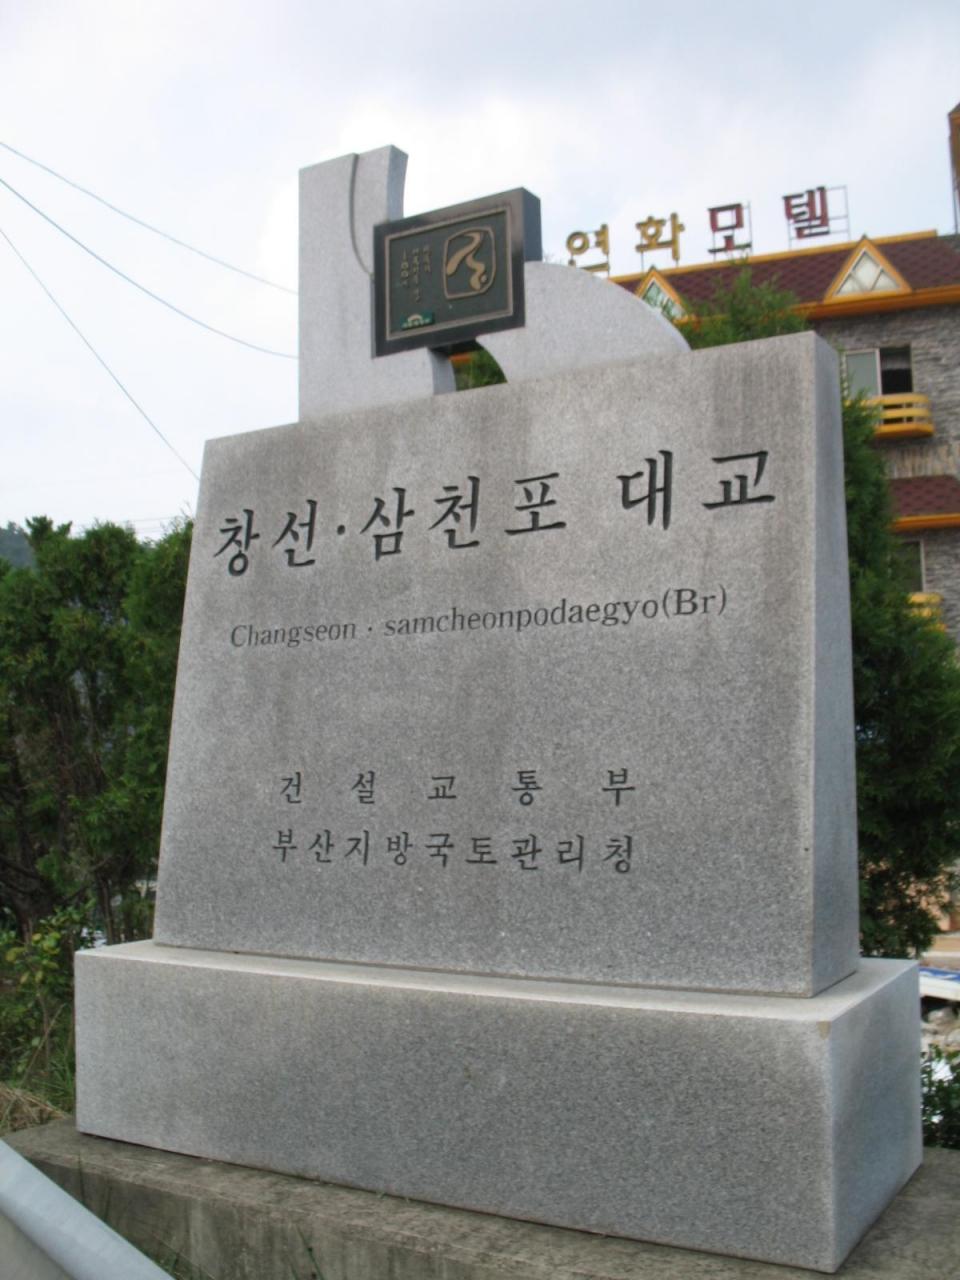 연화모텔
창선·삼천포 대교
Changseon · samcheonpodaegyo(Br)
건 설 교 통 부
부산지방국토관리청